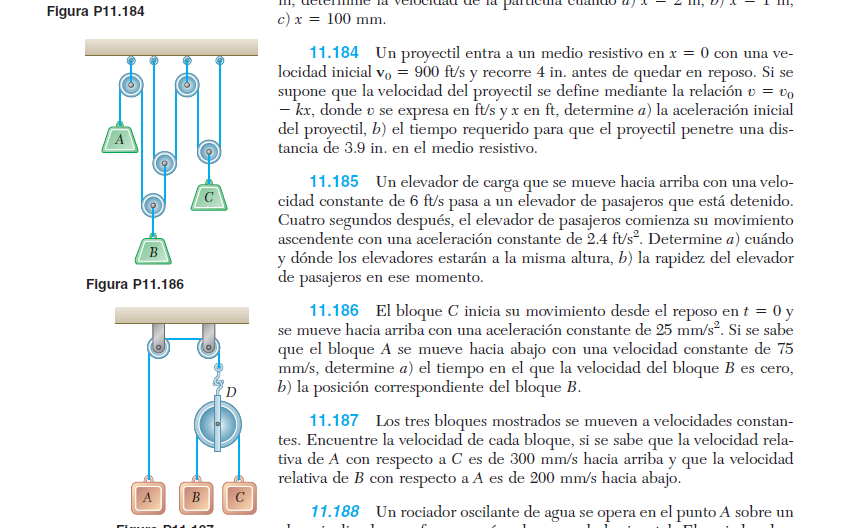 Figura P11.184
A
C
B
Figura P11.186
D
A B C
c) x = 100 mm.
11.184 Un proyectil entra a un medio resistivo en x = 0 con una ve-
locidad inicial v₀ = 900 ft/s y recorre 4 in. antes de quedar en reposo. Si se
supone que la velocidad del proyectil se define mediante la relación v = v₀
− kx, donde v se expresa en ft/s y x en ft, determine a) la aceleración inicial
del proyectil, b) el tiempo requerido para que el proyectil penetre una dis-
tancia de 3.9 in. en el medio resistivo.
11.185 Un elevador de carga que se mueve hacia arriba con una velo-
cidad constante de 6 ft/s pasa a un elevador de pasajeros que está detenido.
Cuatro segundos después, el elevador de pasajeros comienza su movimiento
ascendente con una aceleración constante de 2.4 ft/s². Determine a) cuándo
y dónde los elevadores estarán a la misma altura, b) la rapidez del elevador
de pasajeros en ese momento.
11.186 El bloque C inicia su movimiento desde el reposo en t = 0 y
se mueve hacia arriba con una aceleración constante de 25 mm/s². Si se sabe
que el bloque A se mueve hacia abajo con una velocidad constante de 75
mm/s, determine a) el tiempo en el que la velocidad del bloque B es cero,
b) la posición correspondiente del bloque B.
11.187 Los tres bloques mostrados se mueven a velocidades constan-
tes. Encuentre la velocidad de cada bloque, si se sabe que la velocidad rela-
tiva de A con respecto a C es de 300 mm/s hacia arriba y que la velocidad
relativa de B con respecto a A es de 200 mm/s hacia abajo.
11.188 Un rociador oscilante de agua se opera en el punto A sobre un